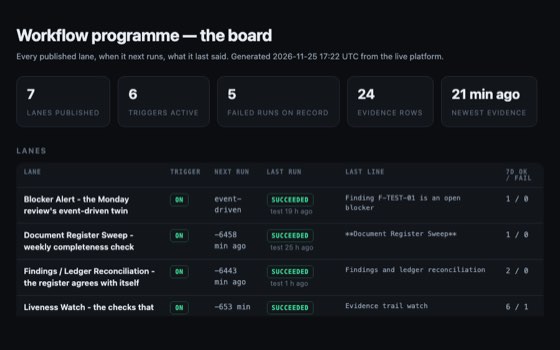 Workflow programme — the board
Every published lane, when it next runs, what it last said. Generated 2026-11-25 17:22 UTC from the live platform.
7
LANES PUBLISHED
6
TRIGGERS ACTIVE
5
FAILED RUNS ON RECORD
24
EVIDENCE ROWS
21 min ago
NEWEST EVIDENCE
LANES
LANE TRIGGER NEXT RUN LAST RUN LAST LINE 7D OK
/ FAIL
Blocker Alert - the Monday
review's event-driven twin
ON
event-
driven
SUCCEEDED
test 19 h ago
Finding F-TEST-01 is an open
blocker
1 / 0
Document Register Sweep -
weekly completeness check
ON
~6458
min ago
SUCCEEDED
test 25 h ago
**Document Register Sweep**
1 / 0
Findings / Ledger Reconciliation -
the register agrees with itself
ON
~6443
min ago
SUCCEEDED
test 1 h ago
Findings and ledger reconciliation
2 / 0
Liveness Watch - the checks that
ON
~653 min
SUCCEEDED
Evidence trail watch
6 / 1